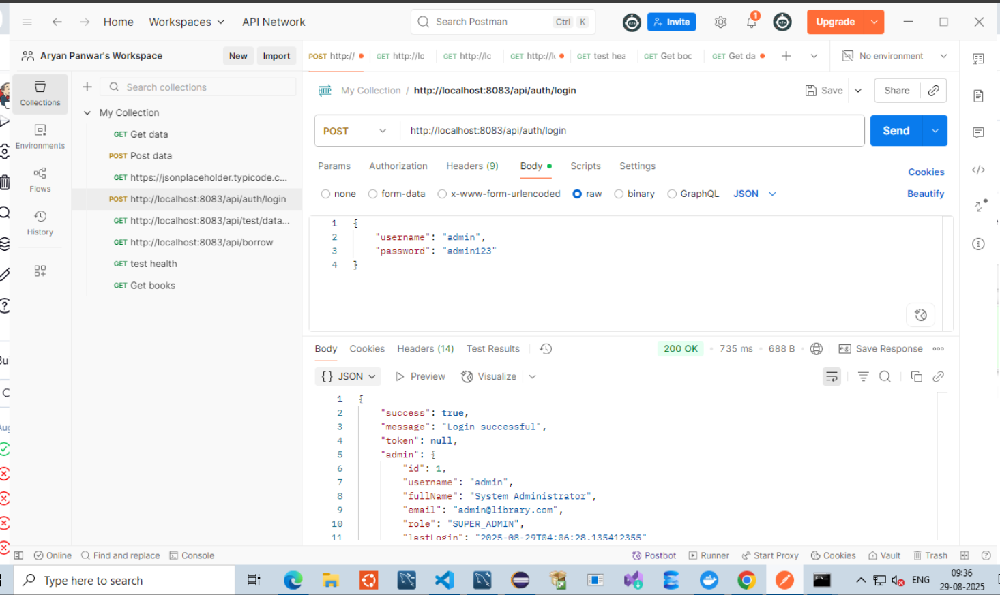 Home
Workspaces
API Network
Search Postman
Ctrl K
Invite
1
Upgrade
Aryan Panwar's Workspace
New
Import
POST http://
GET http://lo
GET http://lo
GET http://lo
GET test hea
GET Get boo
GET Get da
No environment
Collections
Environments
Flows
History
Search collections
My Collection
GET Get data
POST Post data
GET https://jsonplaceholder.typicode.c...
POST http://localhost:8083/api/auth/login
GET http://localhost:8083/api/test/data...
GET http://localhost:8083/api/borrow
GET test health
GET Get books
HTTP My Collection / http://localhost:8083/api/auth/login
Save
Share
POST http://localhost:8083/api/auth/login
Send
Params Authorization Headers (9) Body Scripts Settings
Cookies
none form-data x-www-form-urlencoded raw binary GraphQL JSON
Beautify
1 {
2 "username": "admin",
3 "password": "admin123"
4 }
Body Cookies Headers (14) Test Results
200 OK 735 ms 688 B e.g. Save Response
{} JSON Preview Visualize
1 {
2 "success": true,
3 "message": "Login successful",
4 "token": null,
5 "admin": {
6 "id": 1,
7 "username": "admin",
8 "fullName": "System Administrator",
9 "email": "admin@library.com",
10 "role": "SUPER_ADMIN",
11 "lastLogin": "2025-08-29T04:06:28.135412355"
Online Find and replace Console
Postbot Runner Start Proxy Cookies Vault Trash
Type here to search
ENG
09:36
29-08-2025